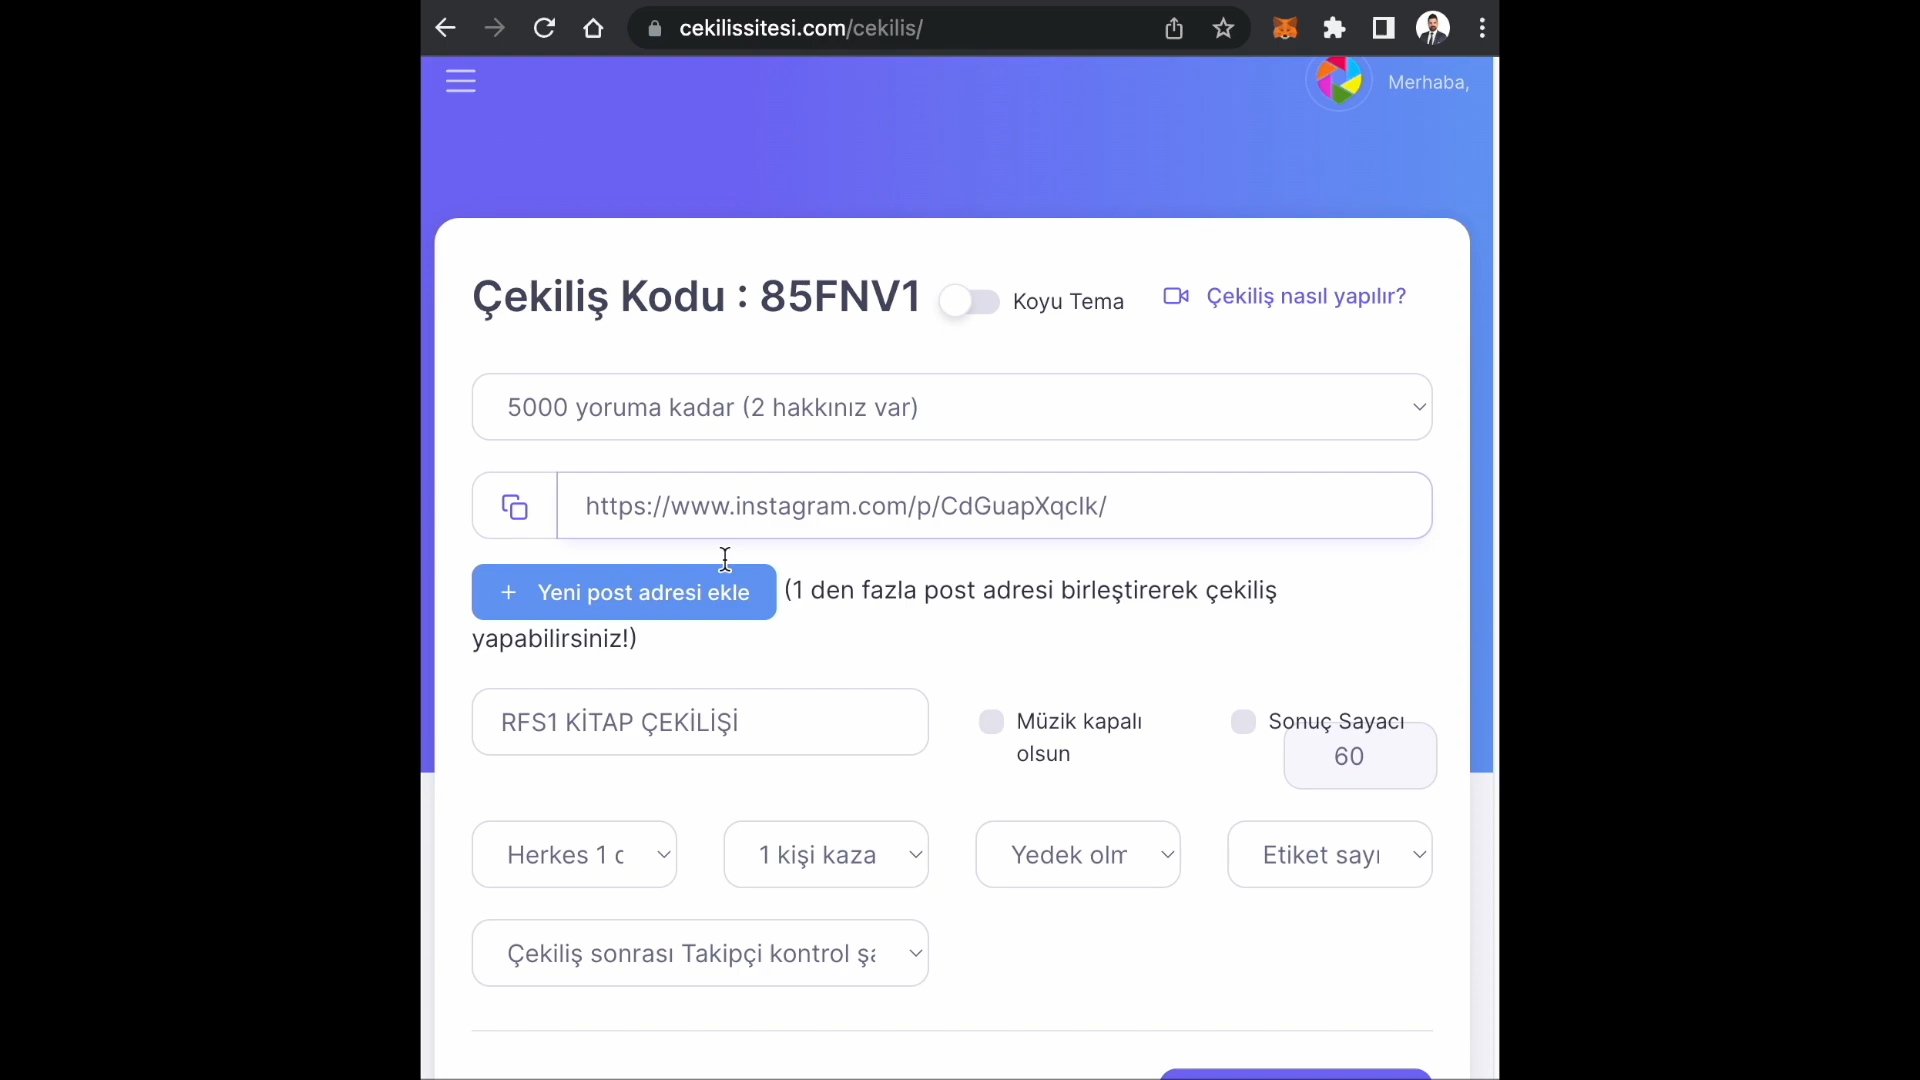 cekilissitesi.com/cekilis/
Merhaba,
Çekiliş Kodu : 85FNV1
Koyu Tema
Çekiliş nasıl yapılır?
5000 yoruma kadar (2 hakkınız var)
https://www.instagram.com/p/CdGuapXqclk/
+ Yeni post adresi ekle (1 den fazla post adresi birleştirerek çekiliş
yapabilirsiniz!)
RFS1 KİTAP ÇEKİLİŞİ
Müzik kapalı
olsun
Sonuç Sayacı
60
Herkes 1
1 kişi kaza
Yedek olm
Etiket sayı
Çekiliş sonrası Takipçi kontrol şa